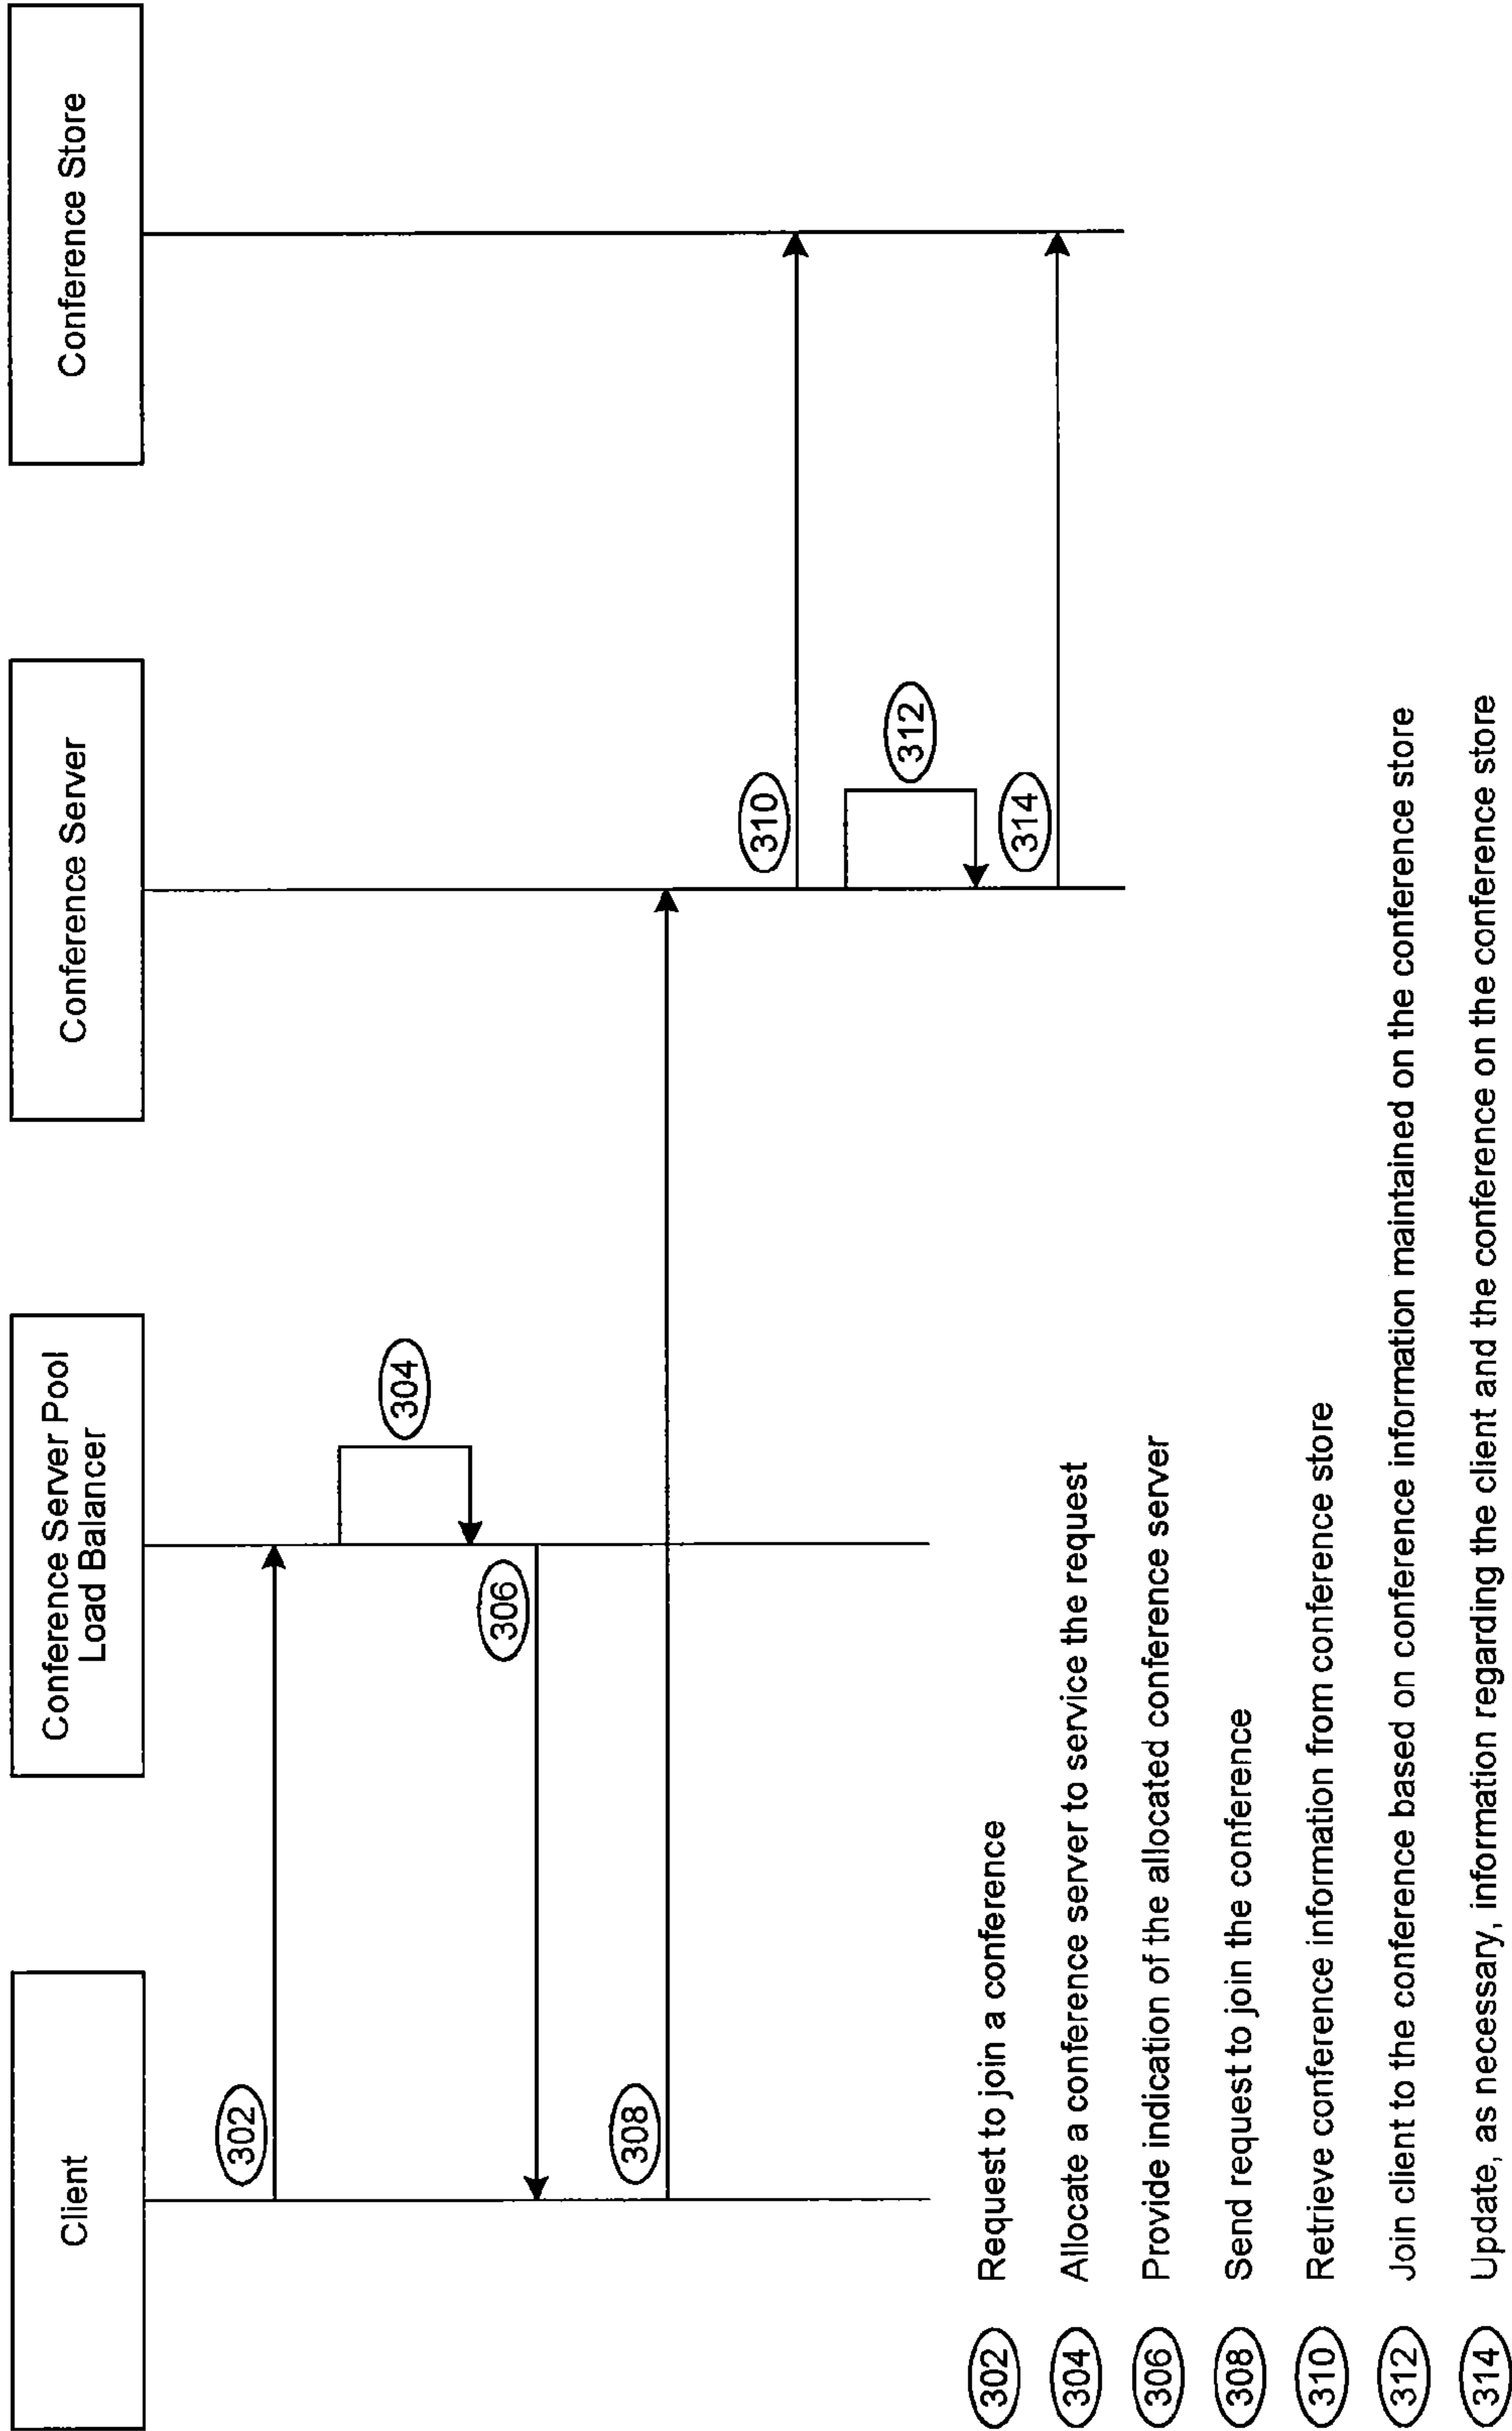 Client
Conference Server Pool
Load Balancer
Conference Server
Conference Store
302
304
306
308
310
312
314
302 Request to join a conference
304 Allocate a conference server to service the request
306 Provide indication of the allocated conference server
308 Send request to join the conference
310 Retrieve conference information from conference store
312 Join client to the conference based on conference information maintained on the conference store
314 Update, as necessary, information regarding the client and the conference on the conference store